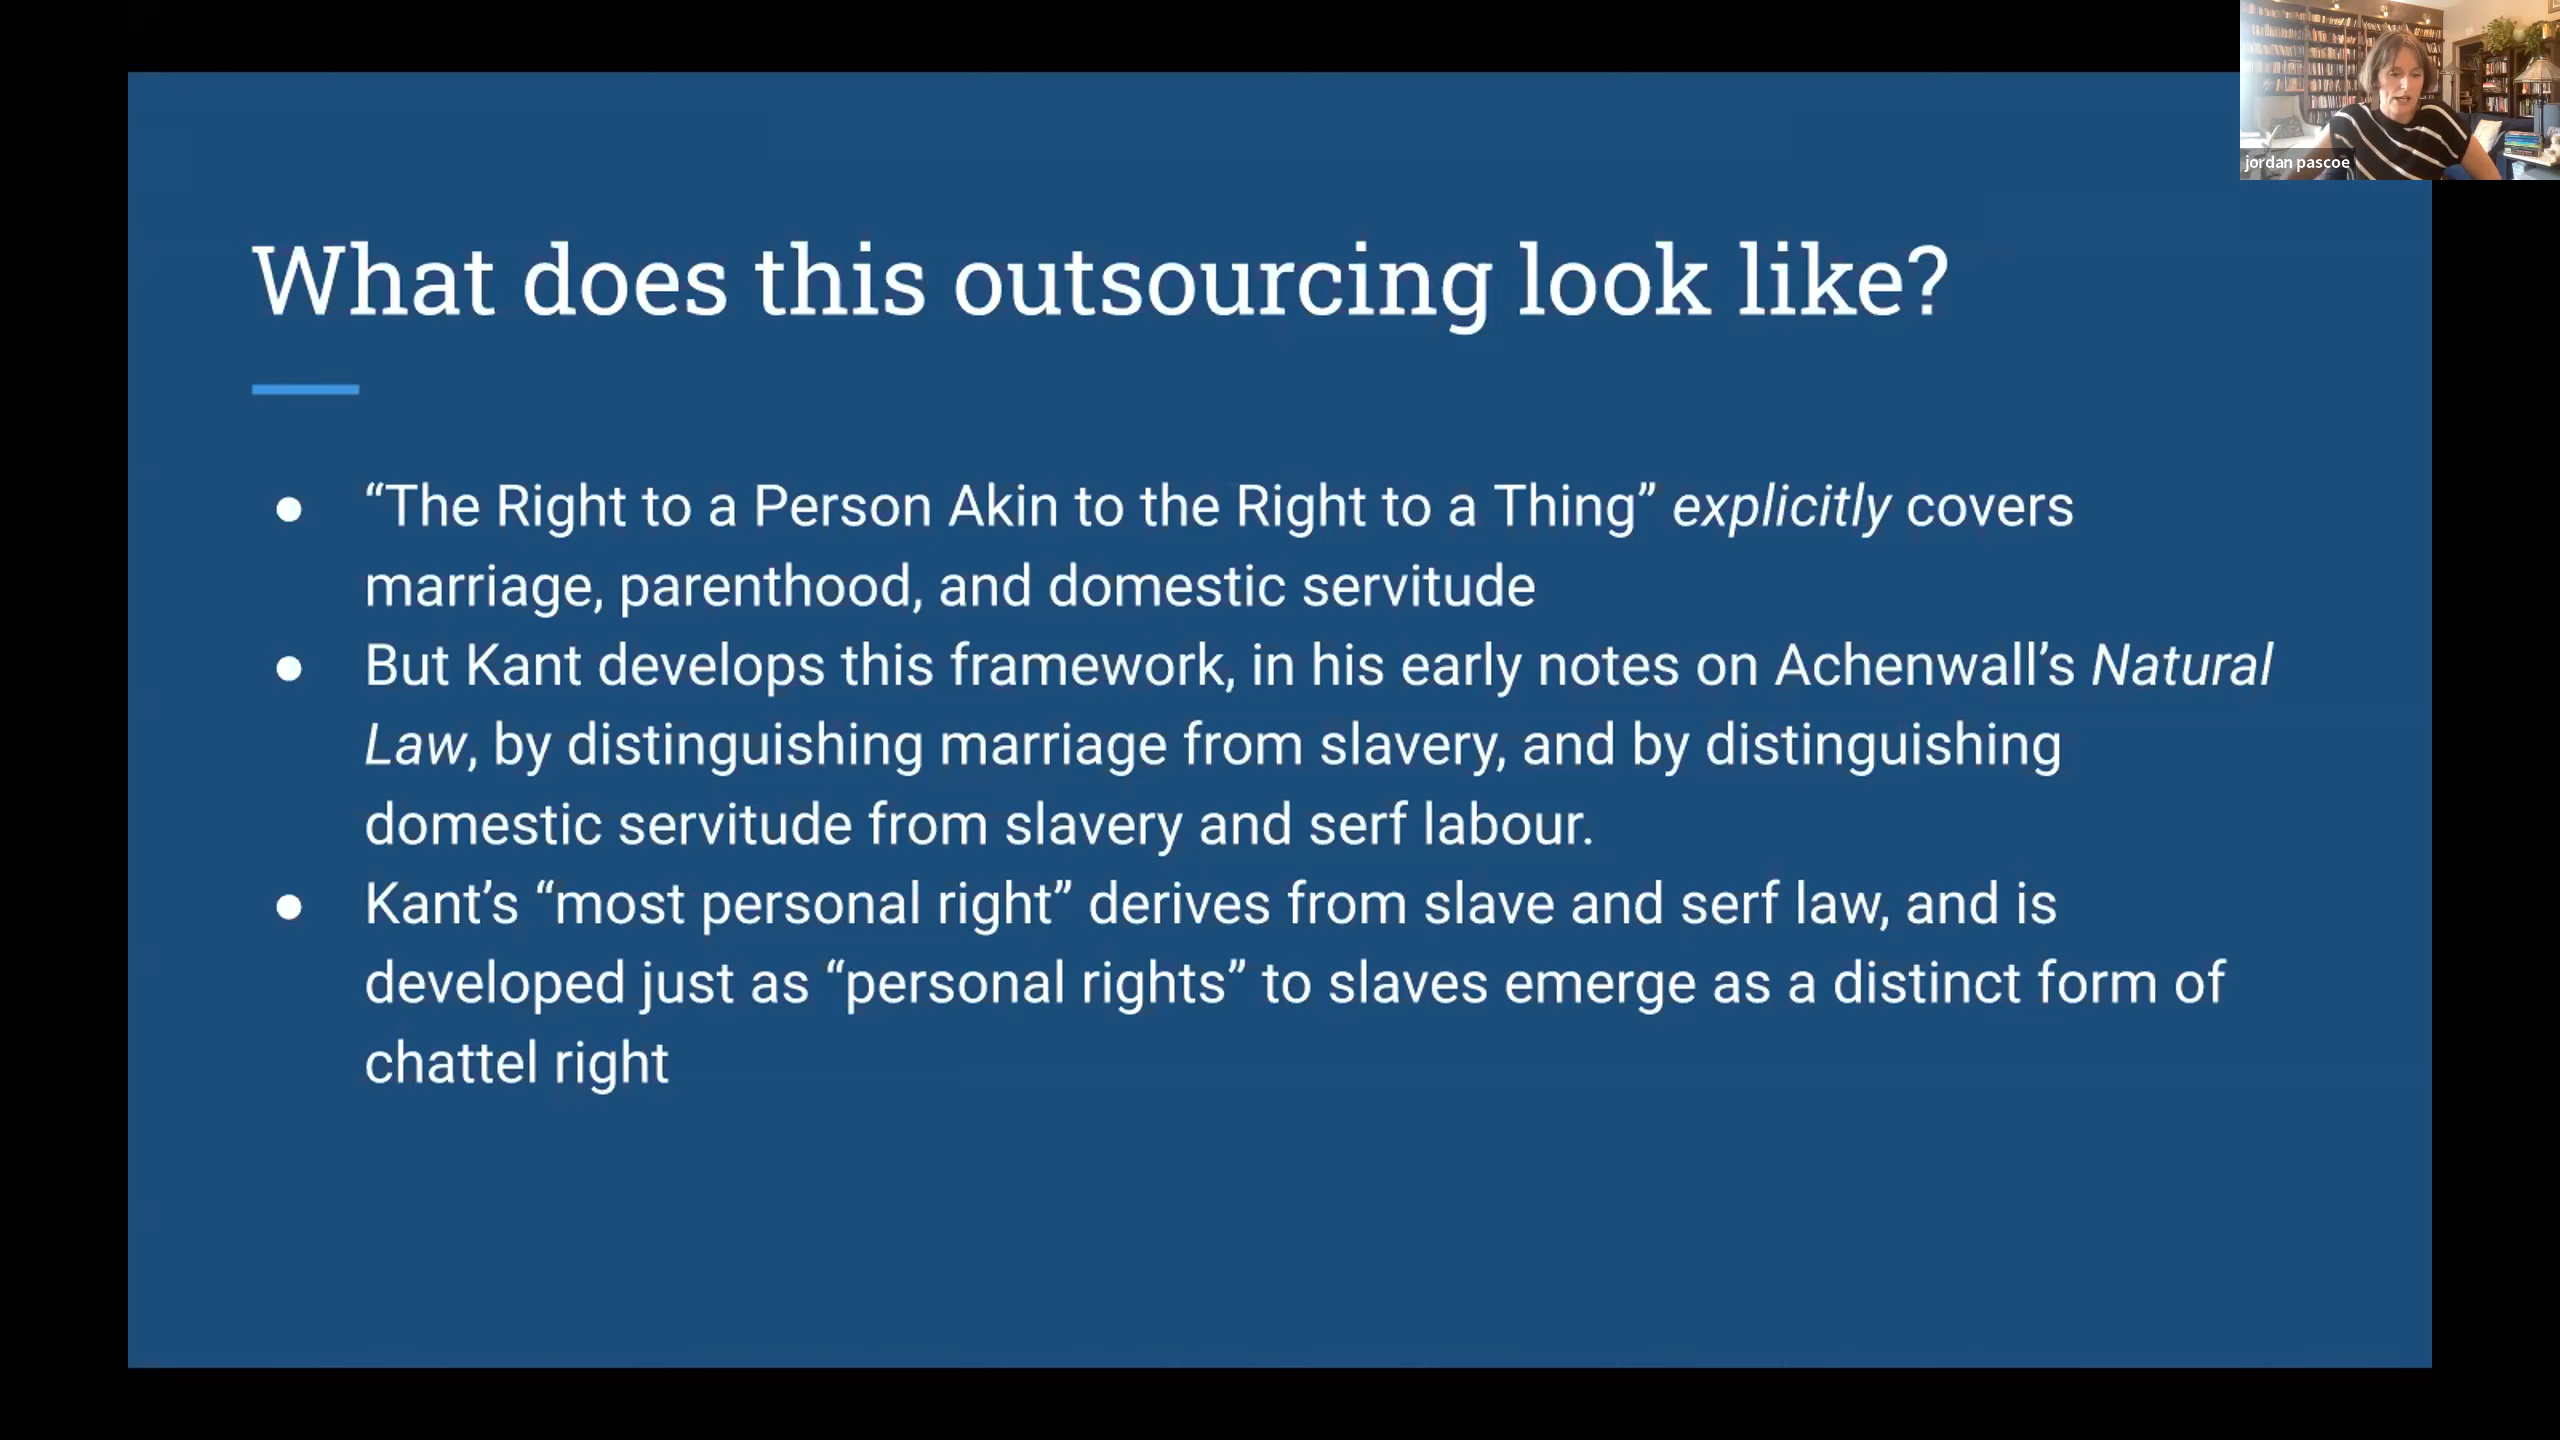 jordan pascoe
What does this outsourcing look like?
● “The Right to a Person Akin to the Right to a Thing” explicitly covers
marriage, parenthood, and domestic servitude
● But Kant develops this framework, in his early notes on Achenwall’s Natural
Law, by distinguishing marriage from slavery, and by distinguishing
domestic servitude from slavery and serf labour.
● Kant’s “most personal right” derives from slave and serf law, and is
developed just as “personal rights” to slaves emerge as a distinct form of
chattel right